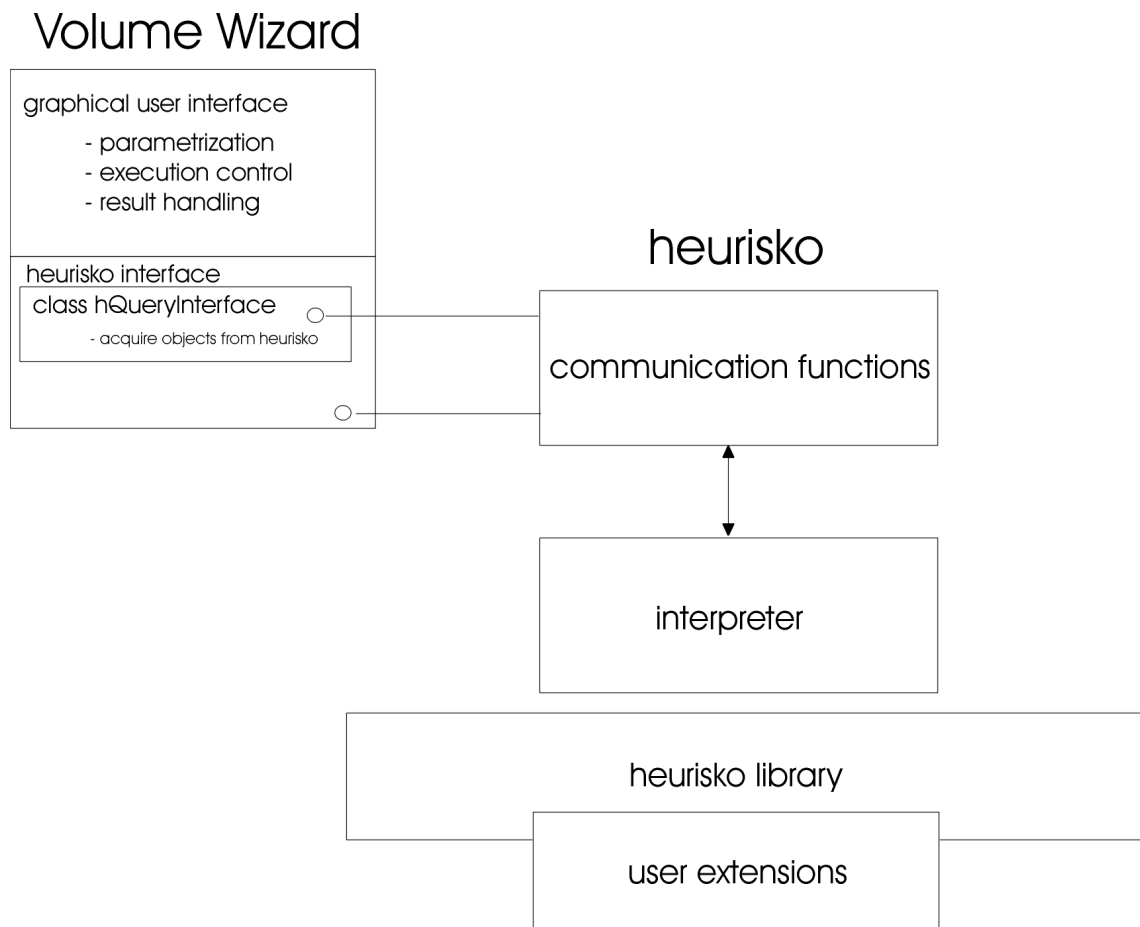 Volume Wizard
graphical user interface
- parametrization
- execution control
- result handling
heurisko interface
class hQueryInterface
- acquire objects from heurisko
heurisko
communication functions
interpreter
heurisko library
user extensions